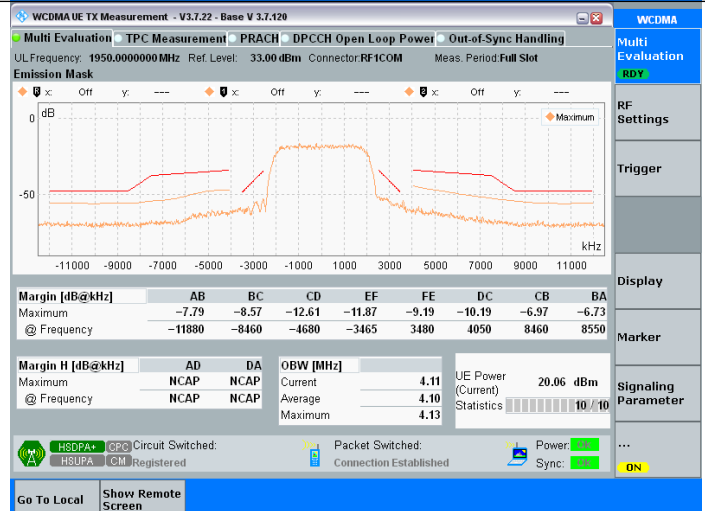 WCDMA UE TX Measurement - V3.7.22 - Base V 3.7.120
WCDMA
Multi Evaluation TPC Measurement PRACH DPCCH Open Loop Power Out-of-Sync Handling
UL Frequency: 1950.0000000 MHz Ref. Level: 33.00 dBm Connector: RF1COM Meas. Period: Full Slot
Emission Mask
x: Off y: --- x: Off y: --- x: Off y: ---
dB
Maximum
0
-50
kHz
-11000 -9000 -7000 -5000 -3000 -1000 1000 3000 5000 7000 9000 11000
Margin [dB@kHz] AB BC CD EF FE DC CB BA
Maximum -7.79 -8.57 -12.61 -11.87 -9.19 -10.19 -6.97 -6.73
@ Frequency -11880 -8460 -4680 -3465 3480 4050 8460 8550
Margin H [dB@kHz] AD DA
Maximum NCAP NCAP
@ Frequency NCAP NCAP
OBW [MHz]
Current 4.11
Average 4.10
Maximum 4.13
UE Power
(Current) 20.06 dBm
Statistics 10 / 10
HSDPA+ CPC Circuit Switched:
HSUPA CM Registered
Packet Switched:
Connection Established
Power: OK
Sync: OK
Multi
Evaluation
RDY
RF
Settings
Trigger
Display
Marker
Signaling
Parameter
...
ON
Go To Local
Show Remote
Screen